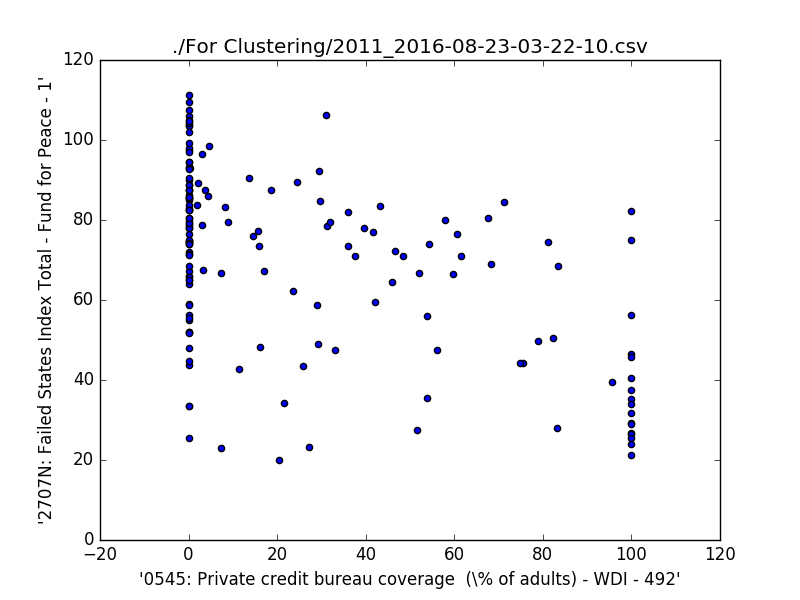 ./For Clustering/2011_2016-08-23-03-22-10.csv
'2707N: Failed States Index Total - Fund for Peace - 1'
120
100
80
60
40
20
0
−20 0 20 40 60 80 100 120
'0545: Private credit bureau coverage  (\% of adults) - WDI - 492'